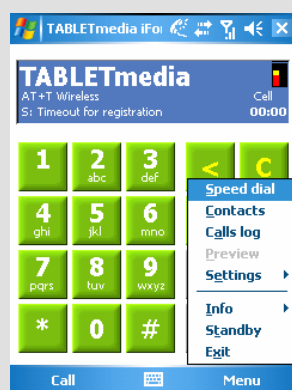 TABLETmedia iFo
TABLETmedia
AT+T Wireless
Cell
S: Timeout for registration
00:00
1
2
abc
3
def
<
C
4
ghi
5
jkl
6
mno
7
pqrs
8
tuv
9
wxyz
*
0
#
Speed dial
Contacts
Calls log
Preview
Settings
Info
Standby
Exit
Call
Menu